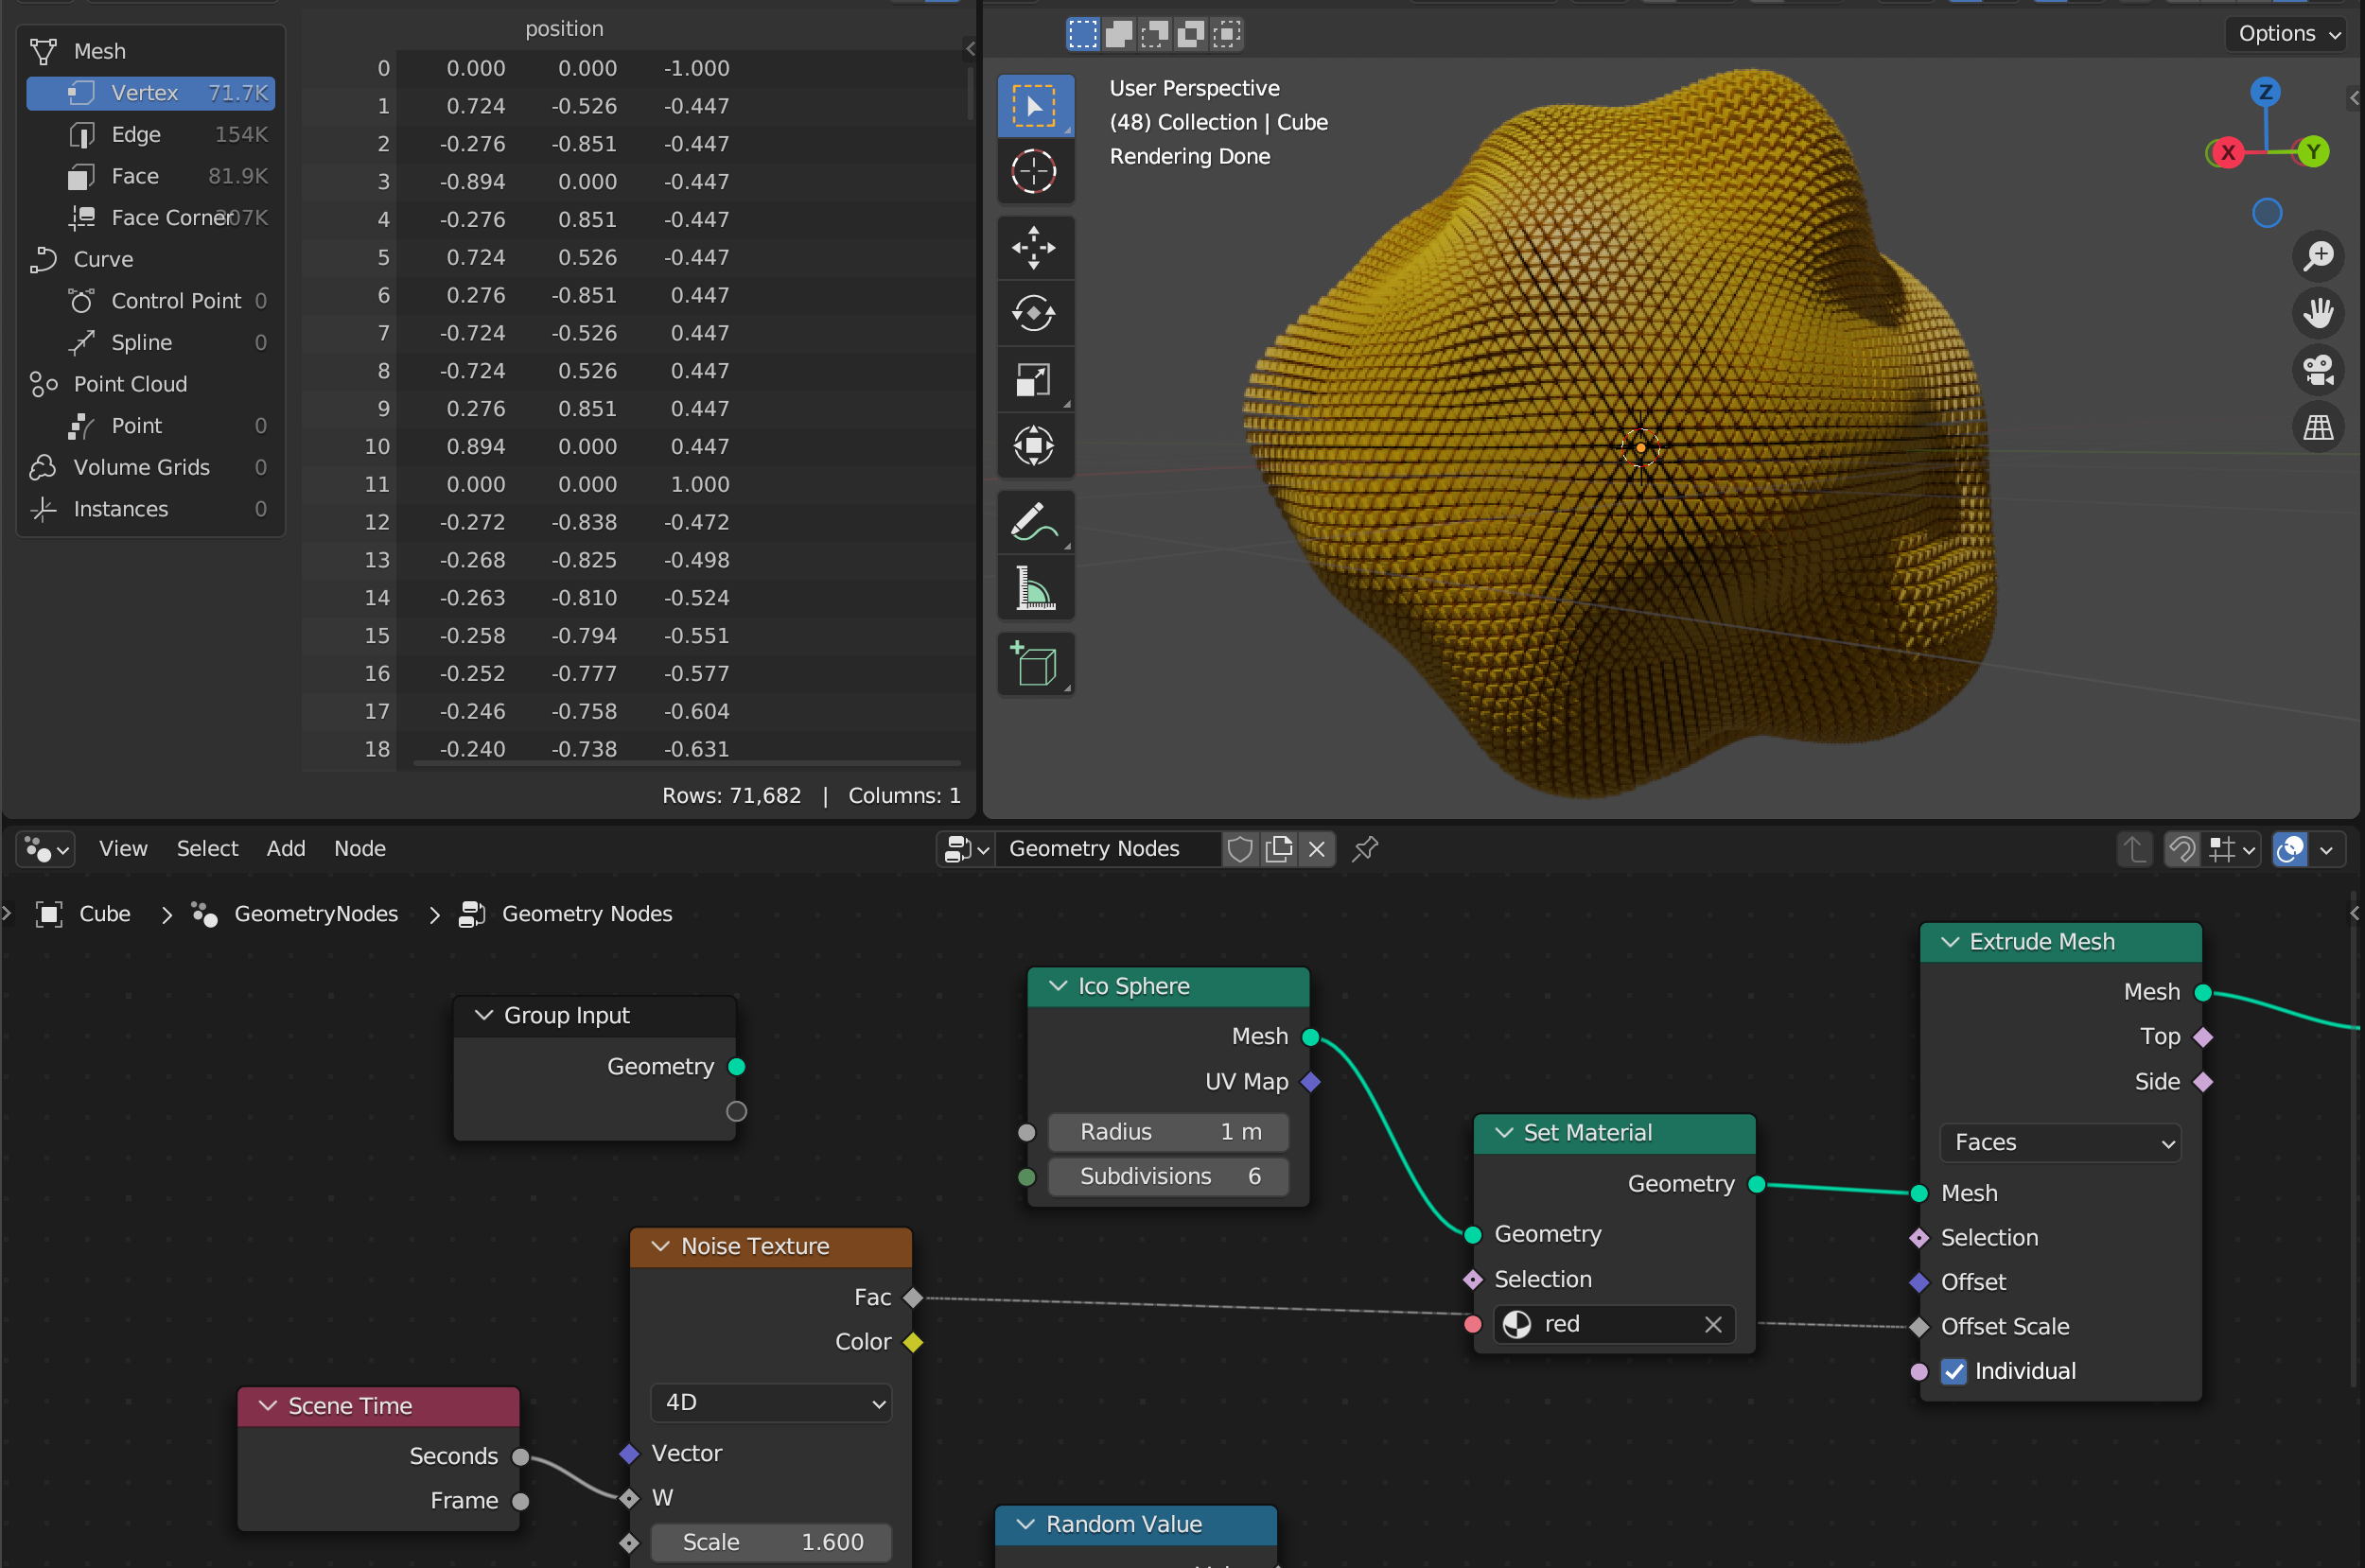 Mesh
Vertex 71.7K
Edge 154K
Face 81.9K
Face Corner 307K
Curve
Control Point 0
Spline 0
Point Cloud
Point 0
Volume Grids 0
Instances 0
position
0 0.000 0.000 -1.000
1 0.724 -0.526 -0.447
2 -0.276 -0.851 -0.447
3 -0.894 0.000 -0.447
4 -0.276 0.851 -0.447
5 0.724 0.526 -0.447
6 0.276 -0.851 0.447
7 -0.724 -0.526 0.447
8 -0.724 0.526 0.447
9 0.276 0.851 0.447
10 0.894 0.000 0.447
11 0.000 0.000 1.000
12 -0.272 -0.838 -0.472
13 -0.268 -0.825 -0.498
14 -0.263 -0.810 -0.524
15 -0.258 -0.794 -0.551
16 -0.252 -0.777 -0.577
17 -0.246 -0.758 -0.604
18 -0.240 -0.738 -0.631
Rows: 71,682 | Columns: 1
Options
User Perspective
(48) Collection | Cube
Rendering Done
Z
X
Y
View Select Add Node
Geometry Nodes
Cube > GeometryNodes > Geometry Nodes
Group Input
Geometry
Ico Sphere
Mesh
UV Map
Radius 1 m
Subdivisions 6
Set Material
Geometry
Geometry
Selection
red
Extrude Mesh
Mesh
Top
Side
Faces
Mesh
Selection
Offset
Offset Scale
Individual
Noise Texture
Fac
Color
4D
Vector
W
Scale 1.600
Scene Time
Seconds
Frame
Random Value